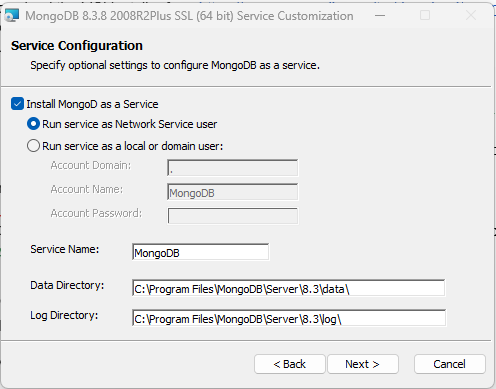 MongoDB 8.3.8 2008R2Plus SSL (64 bit) Service Customization
Service Configuration
Specify optional settings to configure MongoDB as a service.
Install MongoD as a Service
Run service as Network Service user
Run service as a local or domain user:
Account Domain: .
Account Name: MongoDB
Account Password:
Service Name: MongoDB
Data Directory: C:\Program Files\MongoDB\Server\8.3\data\
Log Directory: C:\Program Files\MongoDB\Server\8.3\log\
< Back Next > Cancel